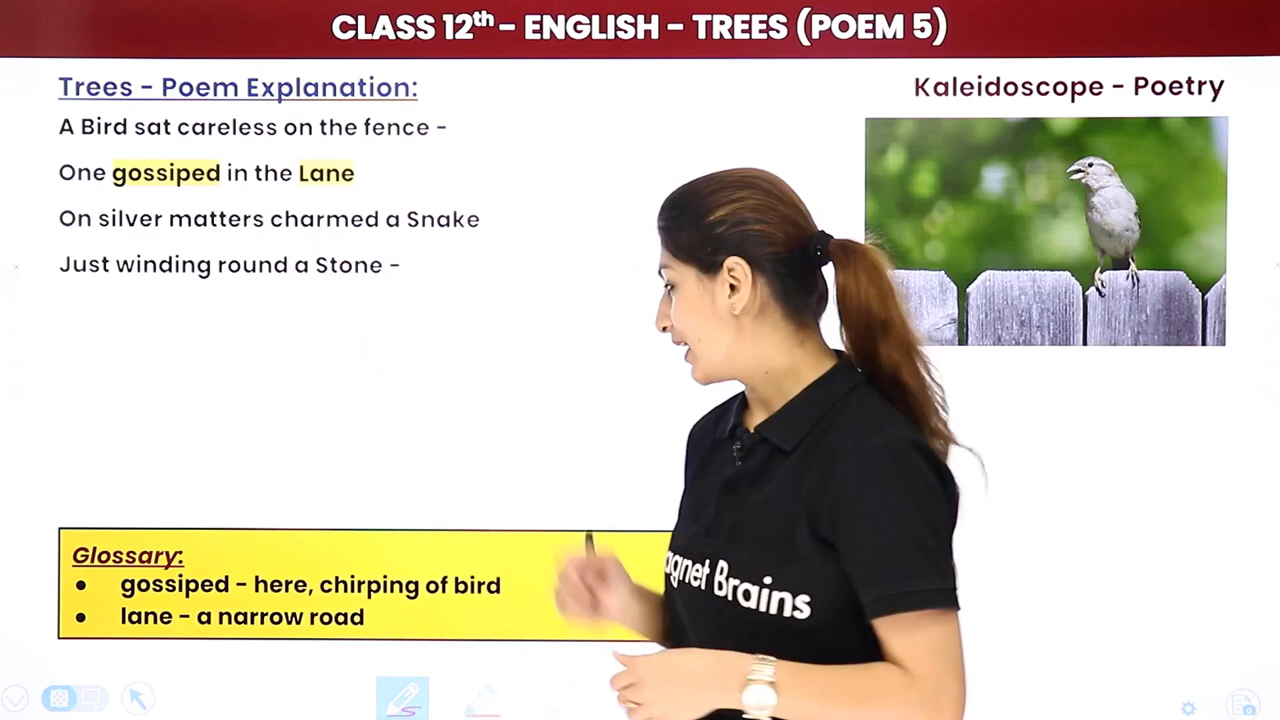 CLASS 12th - ENGLISH - TREES (POEM 5)
Trees - Poem Explanation:
Kaleidoscope - Poetry
A Bird sat careless on the fence -
One gossiped in the Lane
On silver matters charmed a Snake
Just winding round a Stone -
Glossary:
● gossiped - here, chirping of bird
● lane - a narrow road
agnet Brains